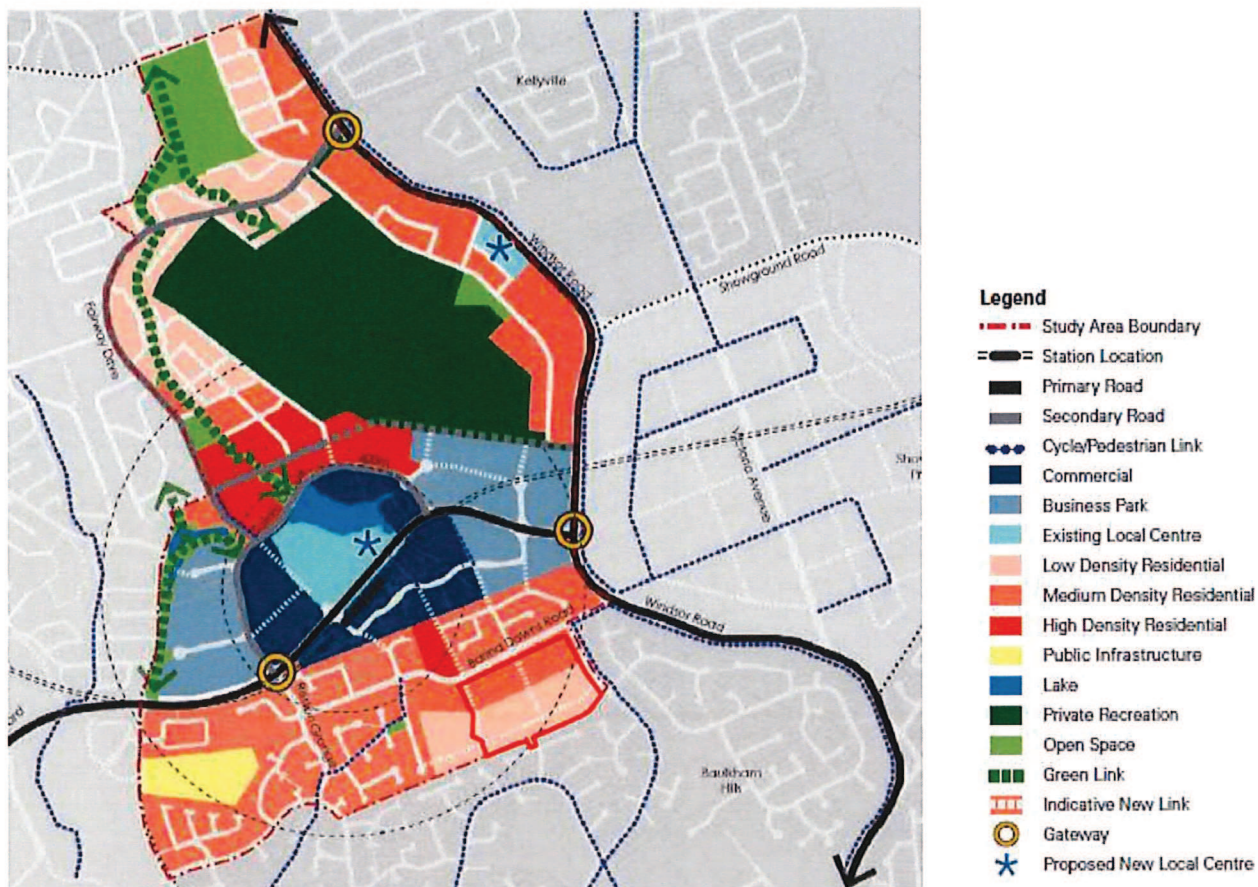 Kellyville
Windsor Road
Showground Road
Fairway Drive
Victoria Avenue
Windsor Road
Barina Downs Road
Baulkham
Hills
Legend
Study Area Boundary
Station Location
Primary Road
Secondary Road
Cycle/Pedestrian Link
Commercial
Business Park
Existing Local Centre
Low Density Residential
Medium Density Residential
High Density Residential
Public Infrastructure
Lake
Private Recreation
Open Space
Green Link
Indicative New Link
Gateway
Proposed New Local Centre